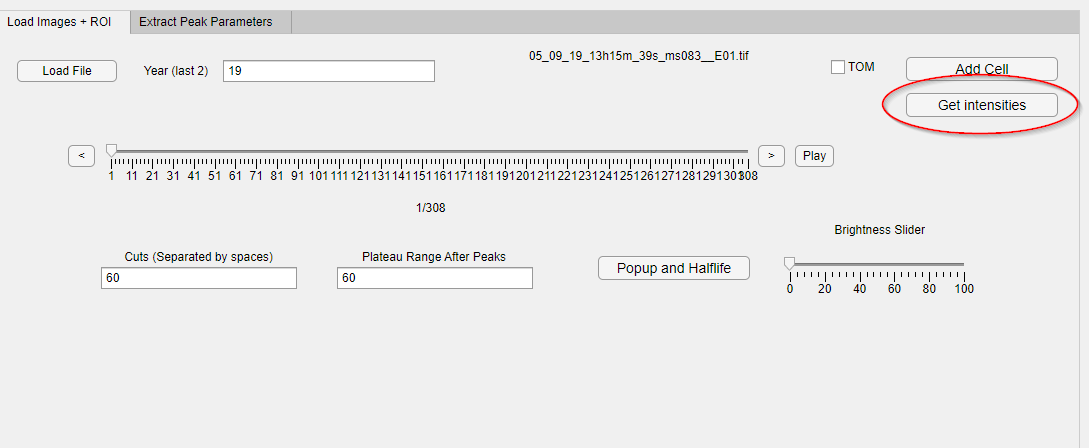 Load Images + ROI
Extract Peak Parameters
Load File
Year (last 2)
19
05_09_19_13h15m_39s_ms083__E01.tif
TOM
Add Cell
Get intensities
<
>
Play
1 11 21 31 41 51 61 71 81 91 101 111 121 131 141 151 161 171 181 191 201 211 221 231 241 251 261 271 281 291 301 308
1/308
Brightness Slider
Cuts (Separated by spaces)
60
Plateau Range After Peaks
60
Popup and Halflife
0 20 40 60 80 100